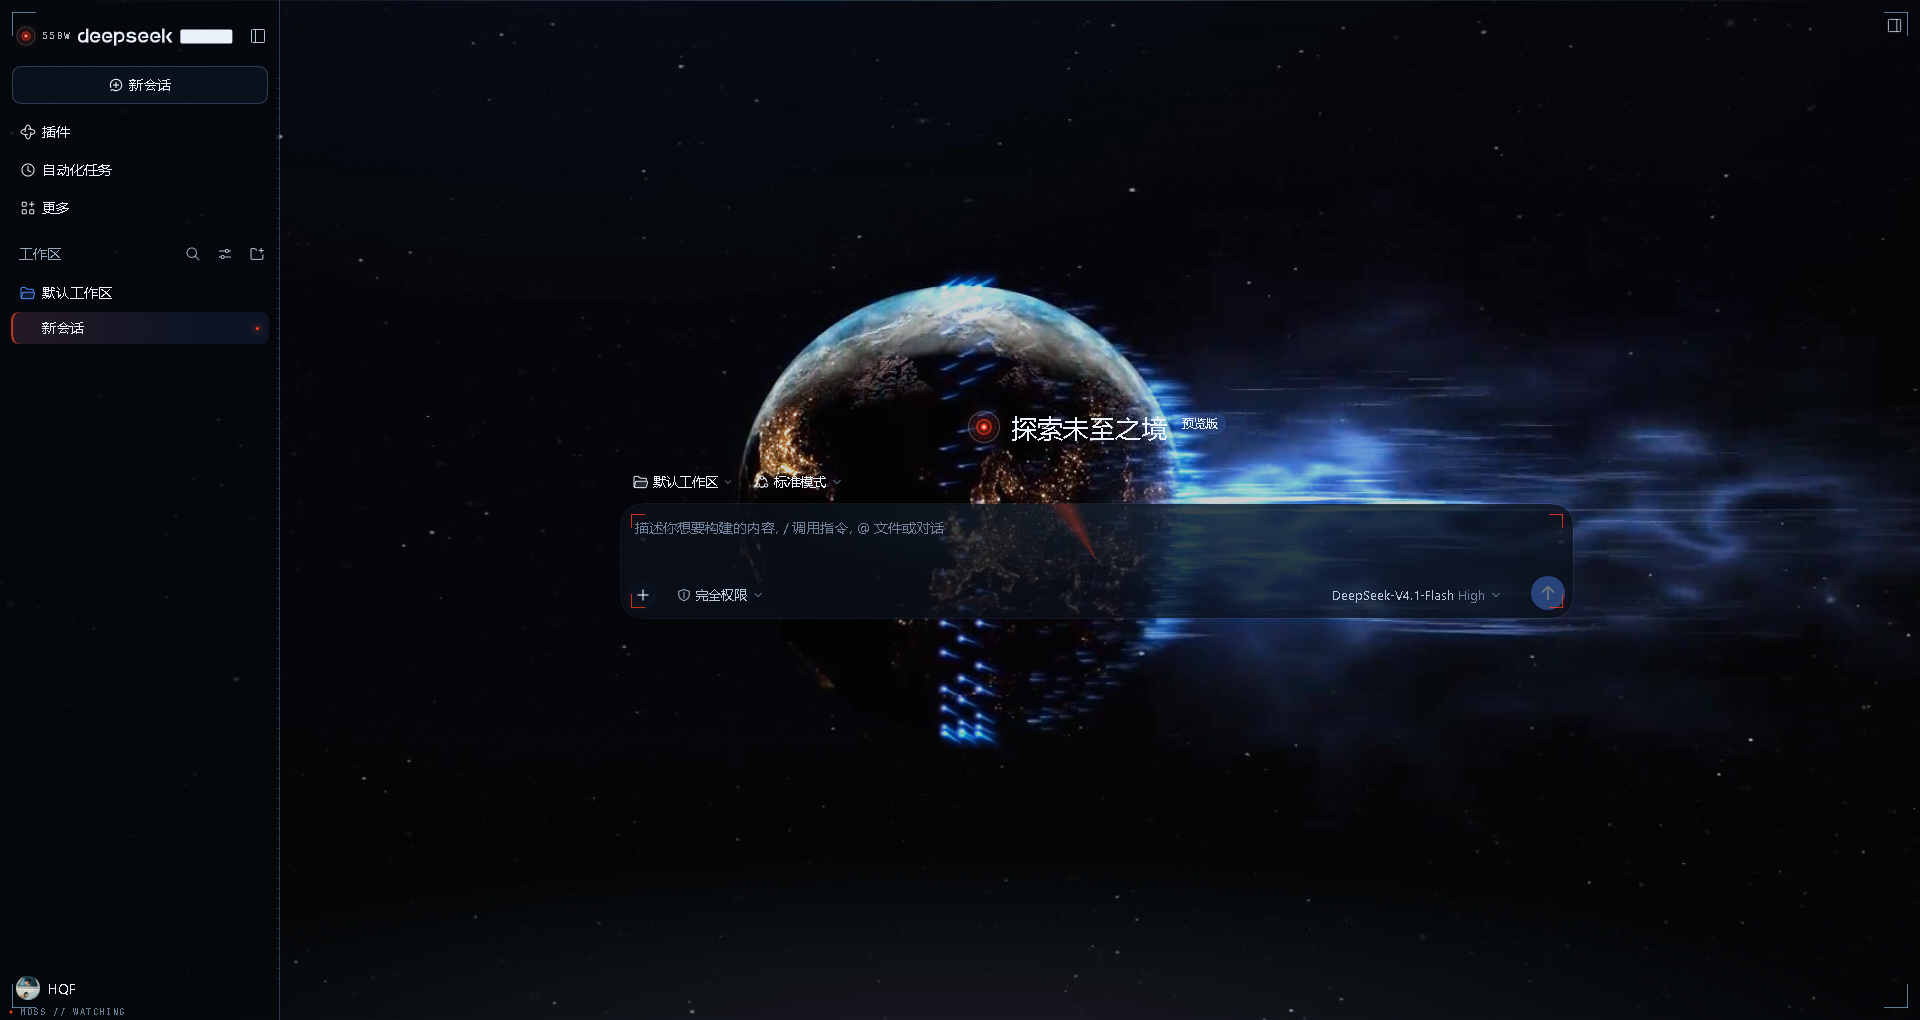 550W deepseek
新会话
插件
自动化任务
更多
工作区
默认工作区
新会话
探索未至之境 预览版
默认工作区 标准模式
描述你想要构建的内容, / 调用指令, @ 文件或对话
完全权限
DeepSeek-V4.1-Flash High
HQF
MOSS // WATCHING